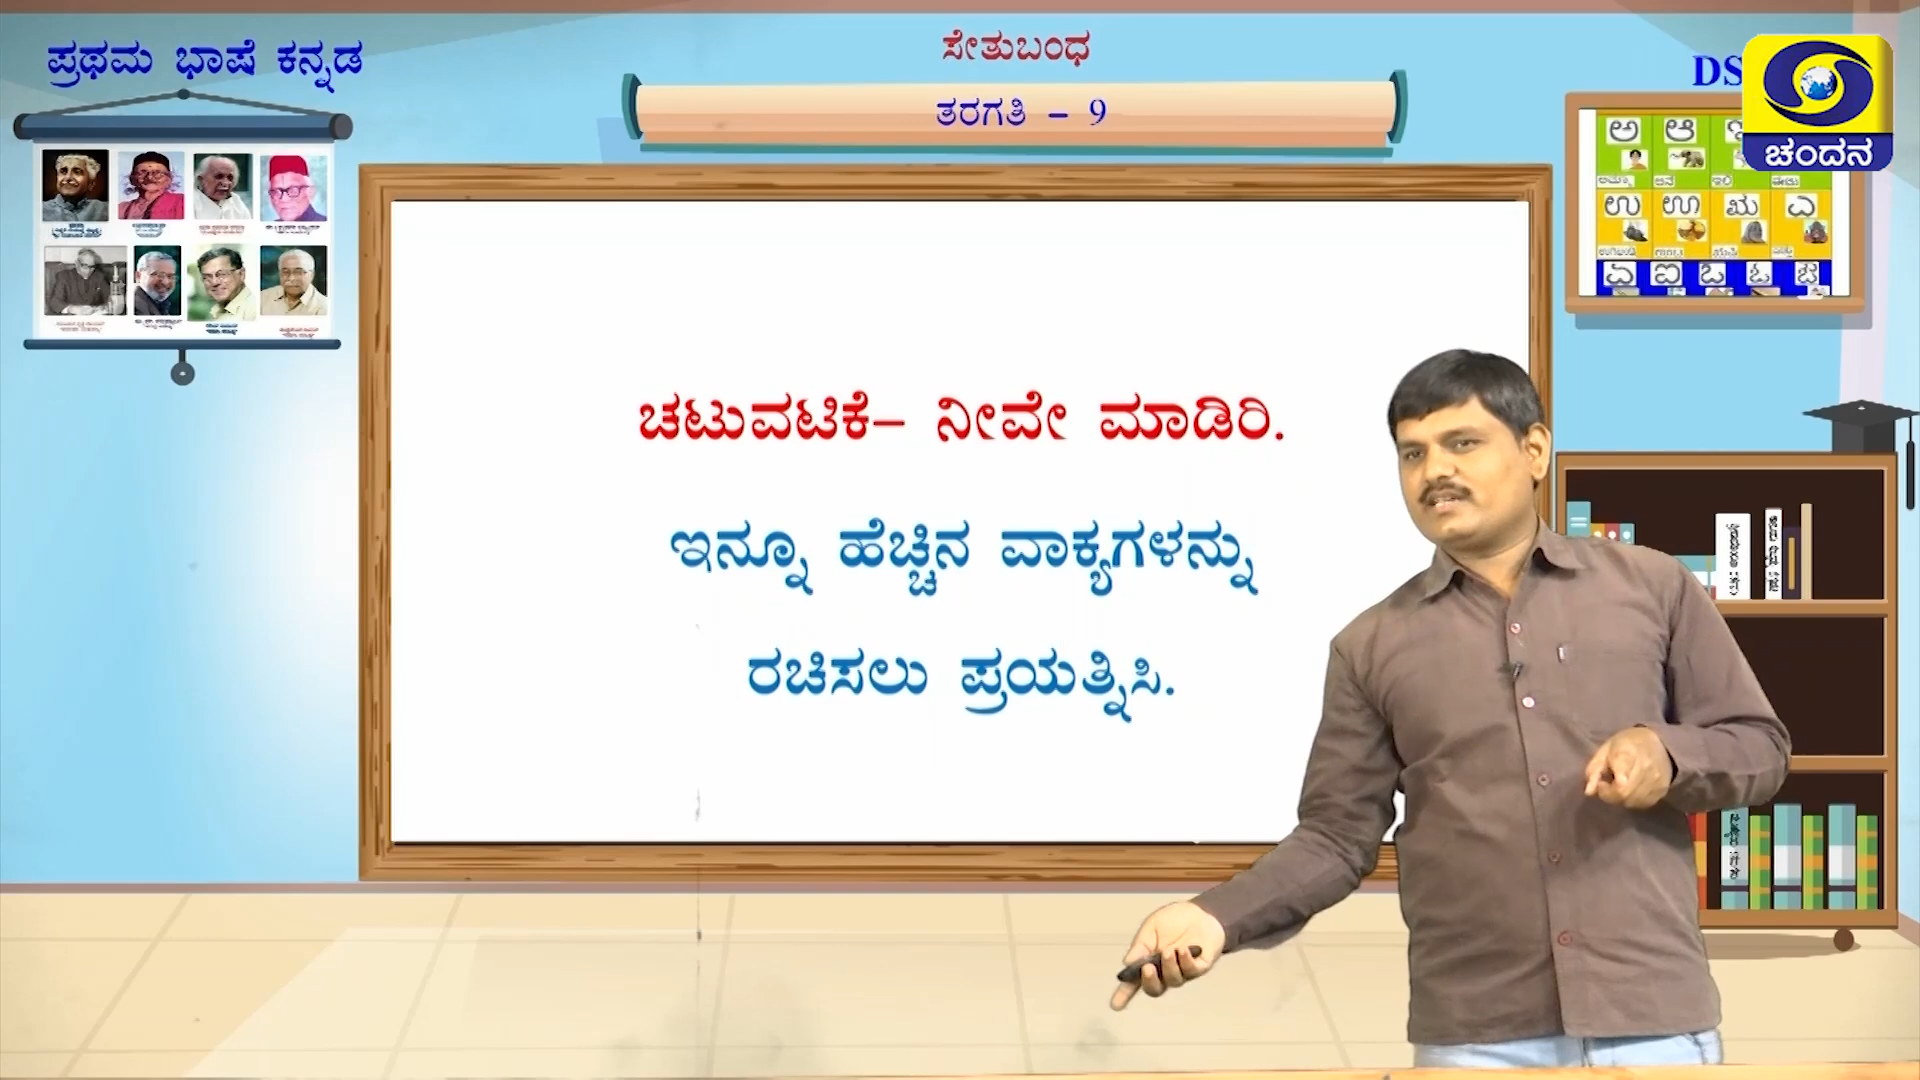 ಪ್ರಥಮ ಭಾಷೆ ಕನ್ನಡ
ಸೇತುಬಂಧ
DS
ತರಗತಿ – 9
ಚಂದನ
ಅ ಆ
ಉ ಊ ಋ ಎ
ಏ ಐ ಒ ಓ ಔ
ಚಟುವಟಿಕೆ– ನೀವೇ ಮಾಡಿರಿ.
ಇನ್ನೂ ಹೆಚ್ಚಿನ ವಾಕ್ಯಗಳನ್ನು
ರಚಿಸಲು ಪ್ರಯತ್ನಿಸಿ.